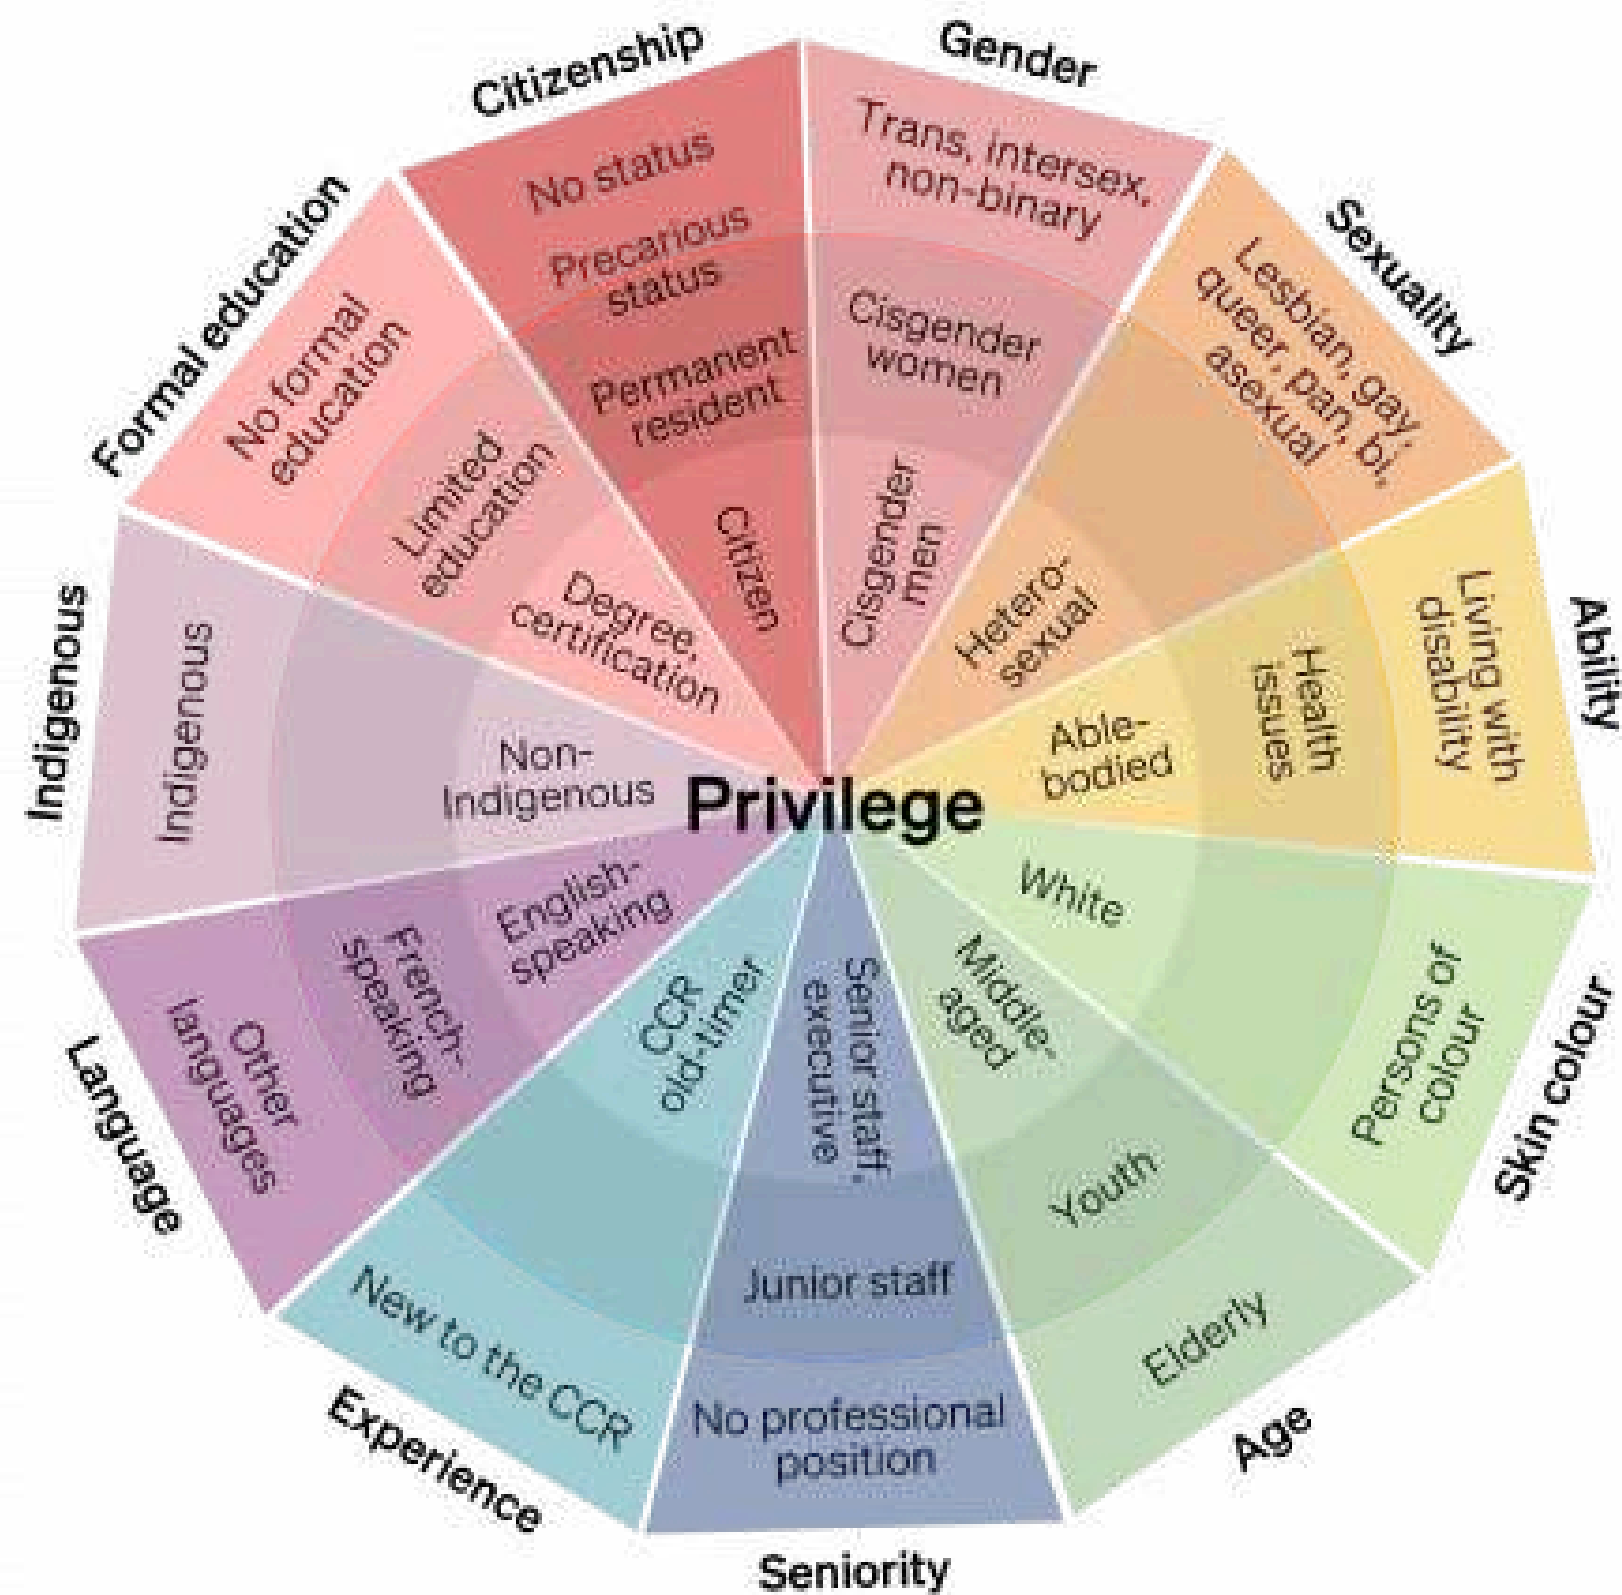 Citizenship
No status
Precarious
status
Permanent
resident
Citizen
Gender
Trans, intersex,
non-binary
Cisgender
women
Cisgender
men
Sexuality
Lesbian, gay,
queer, pan, bi,
asexual
Hetero-
sexual
Ability
Living with
disability
Health
issues
Able-
bodied
Skin colour
Persons of
colour
White
Age
Elderly
Youth
Middle-
aged
Seniority
No professional
position
Junior staff
Senior staff,
executive
Experience
New to the CCR
CCR
old-timer
Language
Other
languages
French-
speaking
English-
speaking
Indigenous
Indigenous
Non-
Indigenous
Formal education
No formal
education
Limited
education
Degree,
certification
Privilege